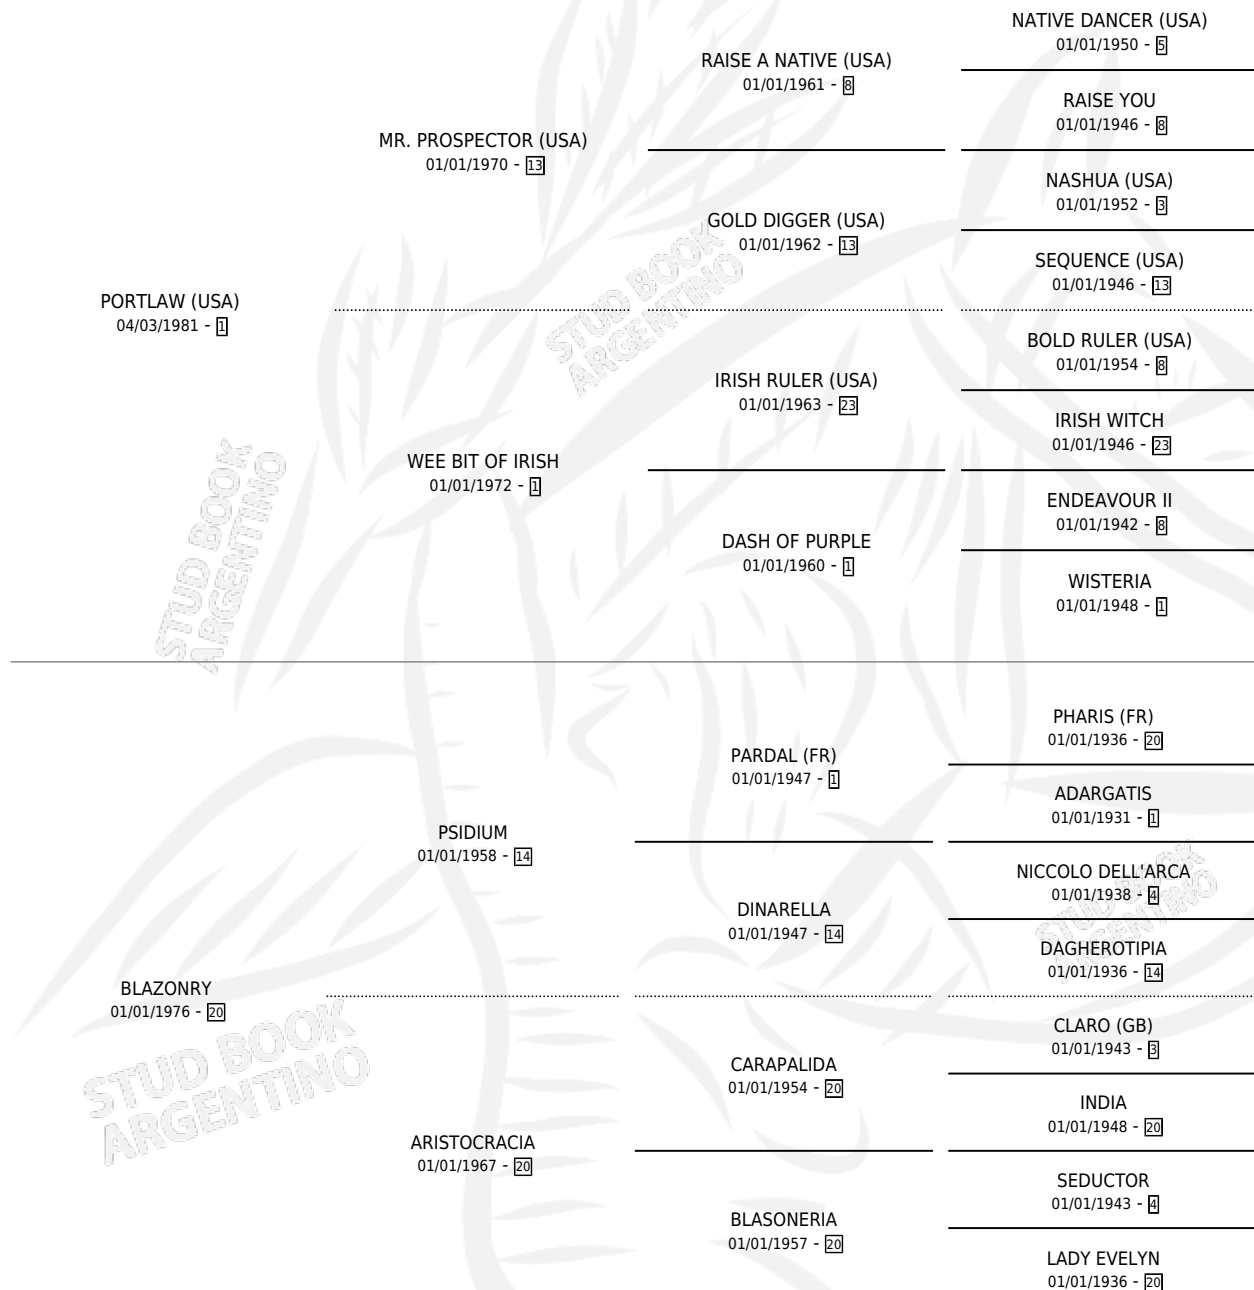 NATIVE DANCER (USA)
01/01/1950 - 5
RAISE A NATIVE (USA)
01/01/1961 - 8
RAISE YOU
01/01/1946 - 8
MR. PROSPECTOR (USA)
01/01/1970 - 13
NASHUA (USA)
01/01/1952 - 3
GOLD DIGGER (USA)
01/01/1962 - 13
SEQUENCE (USA)
01/01/1946 - 13
PORTLAW (USA)
04/03/1981 - 1
STUD BOOK
ARGENTINO
BOLD RULER (USA)
01/01/1954 - 8
IRISH RULER (USA)
01/01/1963 - 23
IRISH WITCH
01/01/1946 - 23
WEE BIT OF IRISH
01/01/1972 - 1
ENDEAVOUR II
01/01/1942 - 8
DASH OF PURPLE
01/01/1960 - 1
WISTERIA
01/01/1948 - 1
STUD BOOK
ARGENTINO
PHARIS (FR)
01/01/1936 - 20
PARDAL (FR)
01/01/1947 - 1
ADARGATIS
01/01/1931 - 1
PSIDIUM
01/01/1958 - 14
NICCOLO DELL'ARCA
01/01/1938 - 4
DINARELLA
01/01/1947 - 14
DAGHEROTIPIA
01/01/1936 - 14
STUD BOOK
ARGENTINO
BLAZONRY
01/01/1976 - 20
CLARO (GB)
01/01/1943 - 3
CARAPALIDA
01/01/1954 - 20
INDIA
01/01/1948 - 20
STUD BOOK
ARGENTINO
ARISTOCRACIA
01/01/1967 - 20
SEDUCTOR
01/01/1943 - 4
BLASONERIA
01/01/1957 - 20
LADY EVELYN
01/01/1936 - 20